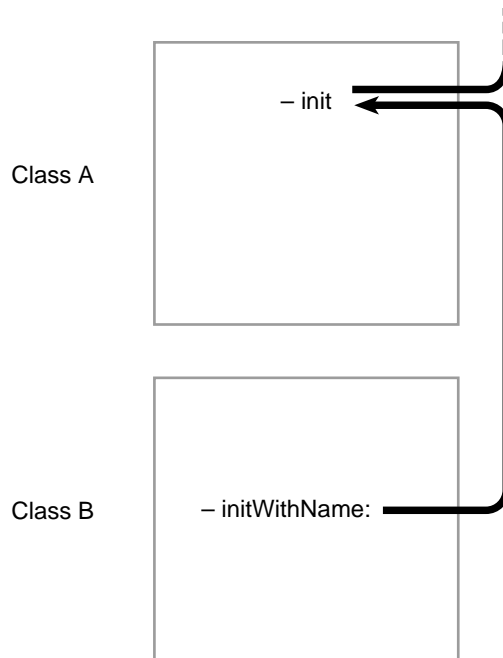 – init
Class A
Class B
– initWithName: